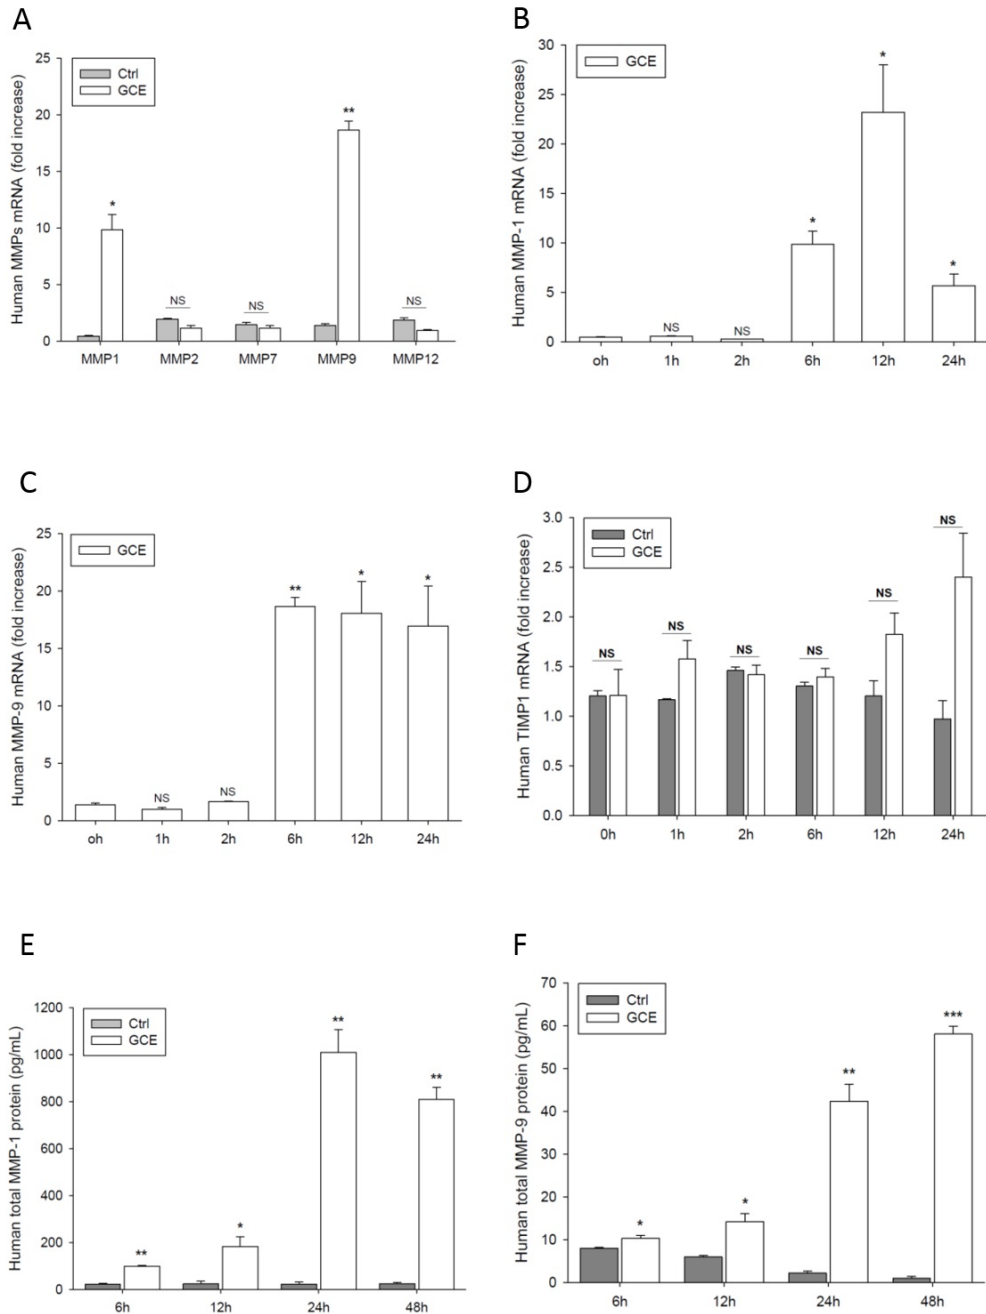 A
Human MMPs mRNA (fold increase)
25
20
15
10
5
0
Ctrl
GCE
*
NS
NS
**
NS
MMP1 MMP2 MMP7 MMP9 MMP12
B
Human MMP-1 mRNA (fold increase)
30
25
20
15
10
5
0
GCE
NS
NS
*
*
*
oh 1h 2h 6h 12h 24h
C
Human MMP-9 mRNA (fold increase)
25
20
15
10
5
0
GCE
NS
NS
**
*
*
oh 1h 2h 6h 12h 24h
D
Human TIMP1 mRNA (fold increase)
3.0
2.5
2.0
1.5
1.0
0.5
0.0
Ctrl
GCE
NS
NS
NS
NS
NS
NS
0h 1h 2h 6h 12h 24h
E
Human total MMP-1 protein (pg/mL)
1200
1000
800
600
400
200
0
Ctrl
GCE
**
*
**
**
6h 12h 24h 48h
F
Human total MMP-9 protein (pg/mL)
70
60
50
40
30
20
10
0
Ctrl
GCE
*
*
**
***
6h 12h 24h 48h